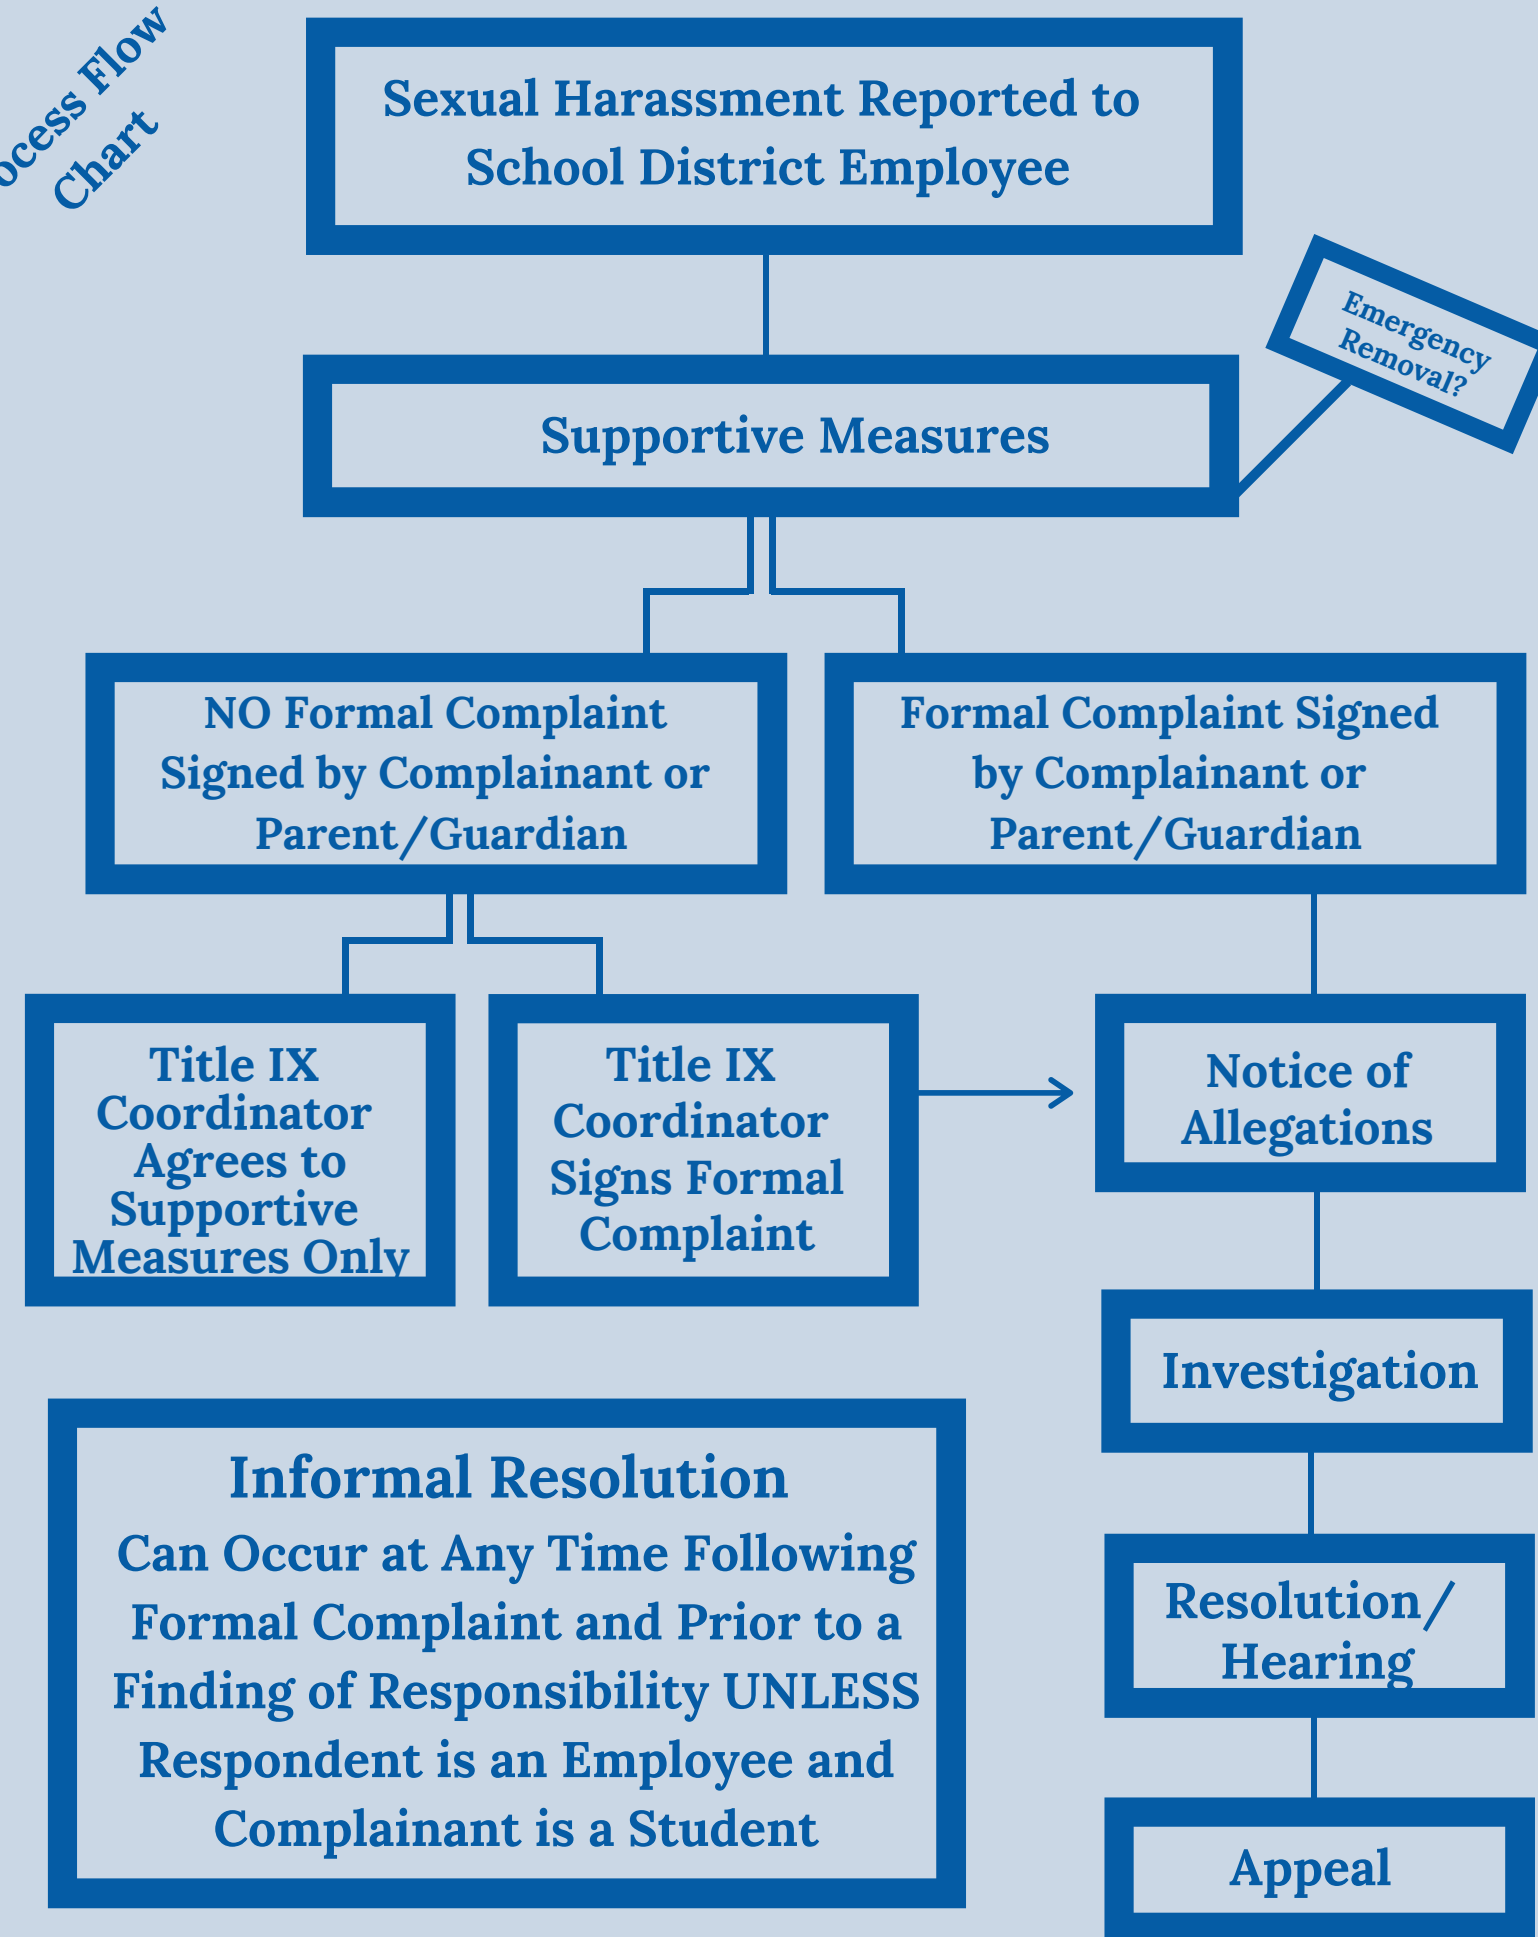 Flow
Chart
Sexual Harassment Reported to
School District Employee
Emergency
Removal?
Supportive Measures
NO Formal Complaint
Signed by Complainant or
Parent/Guardian
Formal Complaint Signed
by Complainant or
Parent/Guardian
Title IX
Coordinator
Agrees to
Supportive
Measures Only
Title IX
Coordinator
Signs Formal
Complaint
Notice of
Allegations
Investigation
Informal Resolution
Can Occur at Any Time Following
Formal Complaint and Prior to a
Finding of Responsibility UNLESS
Respondent is an Employee and
Complainant is a Student
Resolution/
Hearing
Appeal